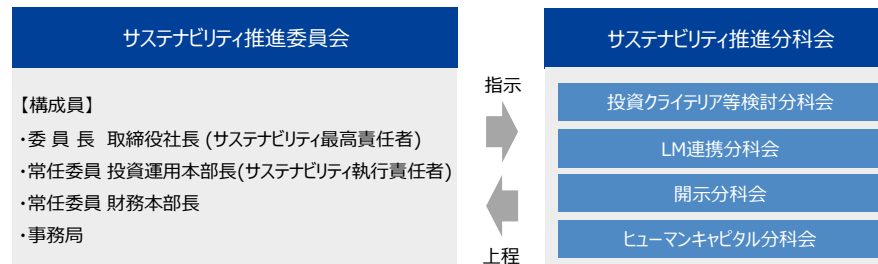 サステナビリティ推進委員会
【構成員】
・委 員 長 取締役社長 (サステナビリティ最高責任者)
・常任委員 投資運用本部長(サステナビリティ執行責任者)
・常任委員 財務本部長
・事務局
指示
上程
サステナビリティ推進分科会
投資クライテリア等検討分科会
LM連携分科会
開示分科会
ヒューマンキャピタル分科会